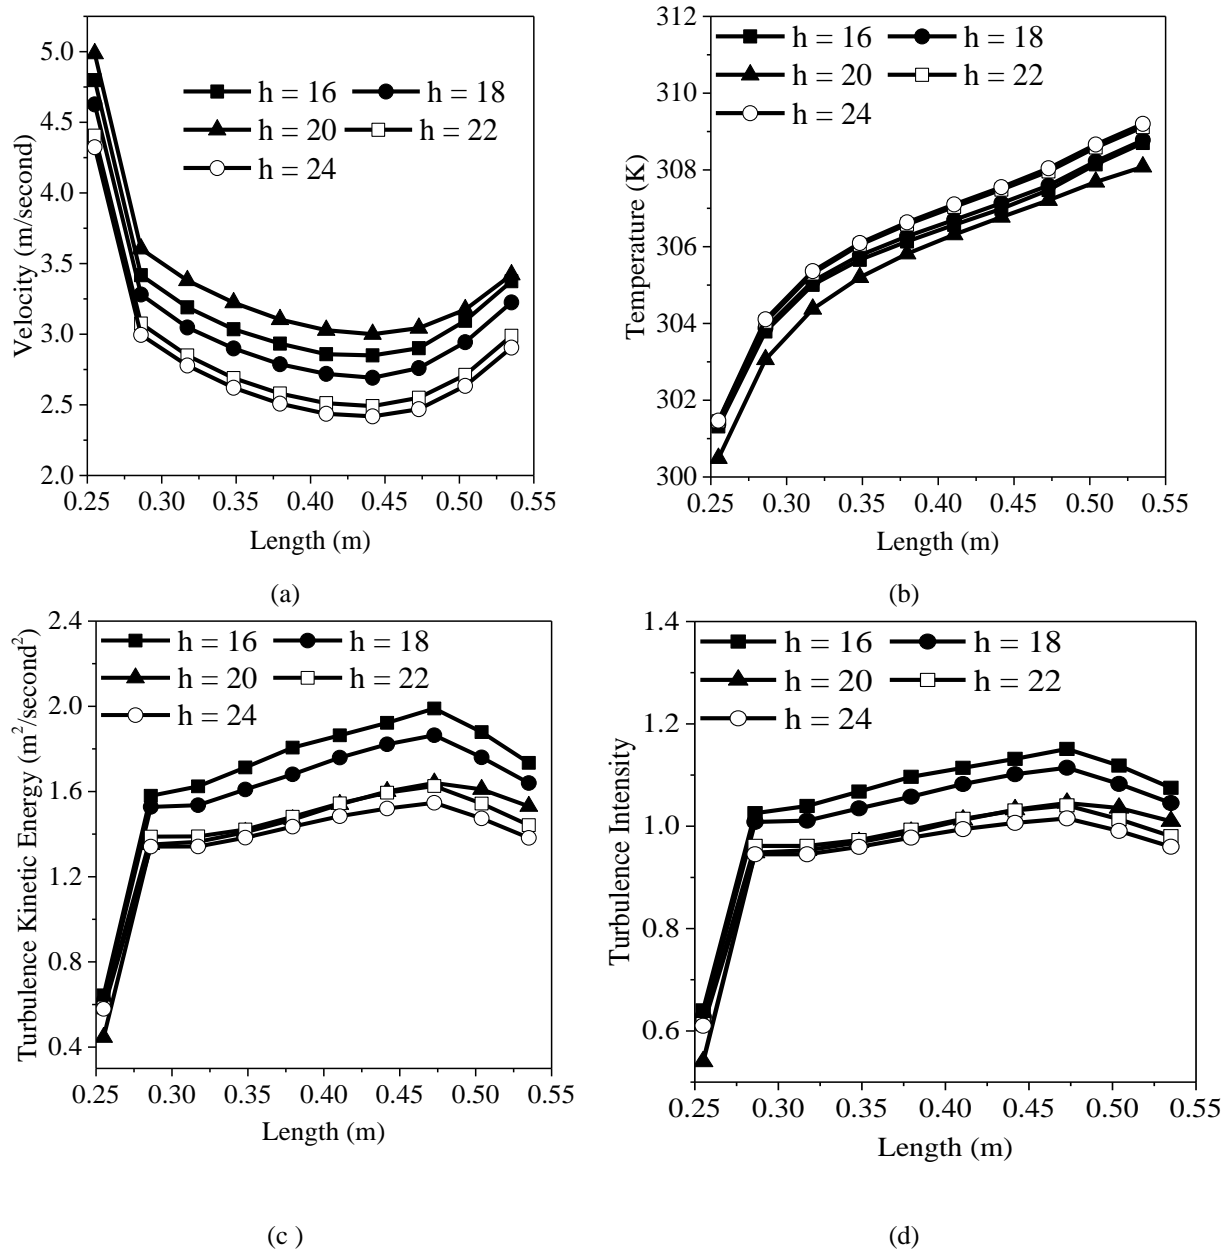 5.0
4.5
4.0
3.5
3.0
2.5
2.0
Velocity (m/second)
h = 16 h = 18
h = 20 h = 22
h = 24
0.25 0.30 0.35 0.40 0.45 0.50 0.55
Length (m)
(a)
312
310
308
306
304
302
300
Temperature (K)
h = 16 h = 18
h = 20 h = 22
h = 24
0.25 0.30 0.35 0.40 0.45 0.50 0.55
Length (m)
(b)
2.4
2.0
1.6
1.2
0.8
0.4
Turbulence Kinetic Energy (m²/second²)
h = 16 h = 18
h = 20 h = 22
h = 24
0.25 0.30 0.35 0.40 0.45 0.50 0.55
Length (m)
(c )
1.4
1.2
1.0
0.8
0.6
Turbulence Intensity
h = 16 h = 18
h = 20 h = 22
h = 24
0.25 0.30 0.35 0.40 0.45 0.50 0.55
Length (m)
(d)